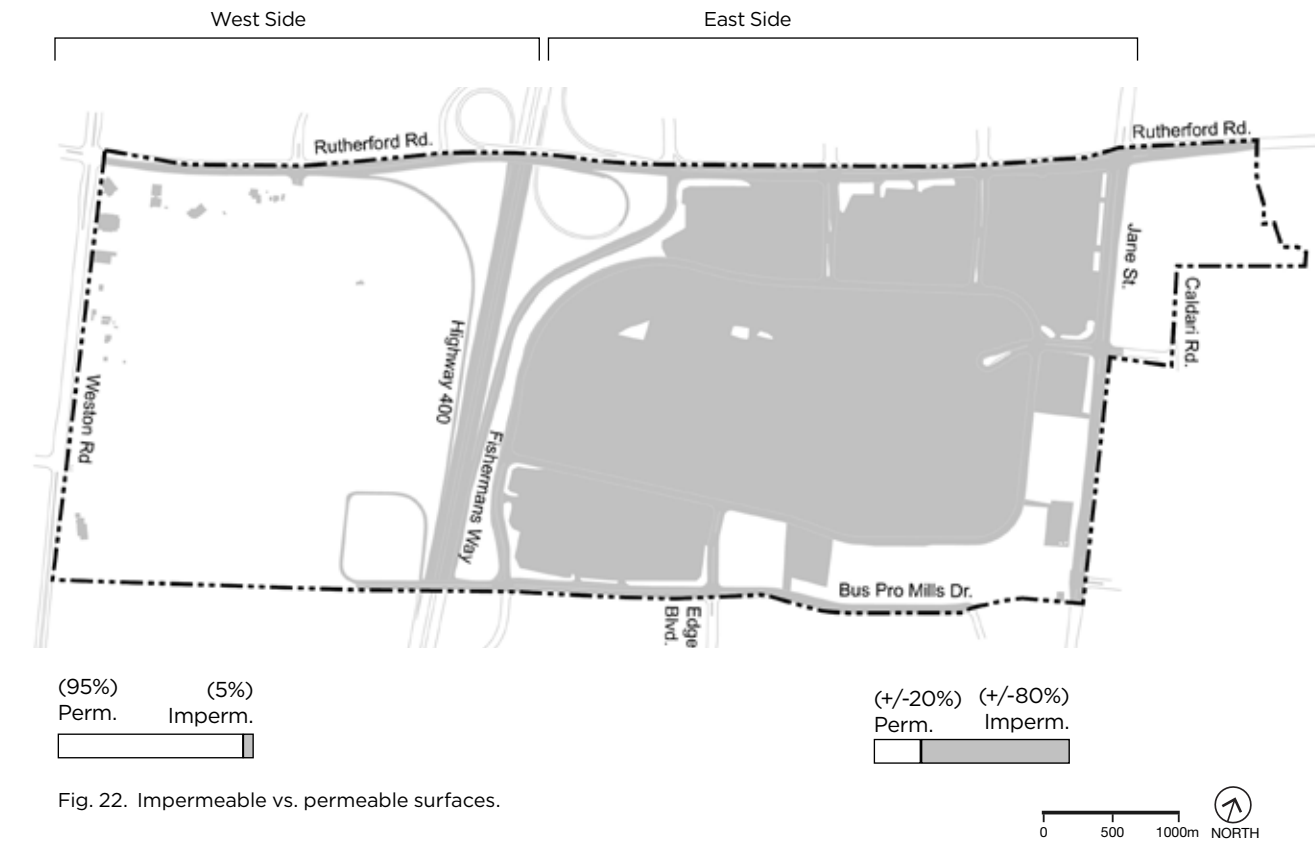 West Side
East Side
Rutherford Rd.
Rutherford Rd.
Jane St.
Caldari Rd.
Highway 400
Weston Rd
Fishermans Way
Bus Pro Mills Dr.
Edge
Blvd.
(95%)
Perm.
(5%)
Imperm.
(+/-20%)
Perm.
(+/-80%)
Imperm.
Fig. 22. Impermeable vs. permeable surfaces.
0 500 1000m
NORTH